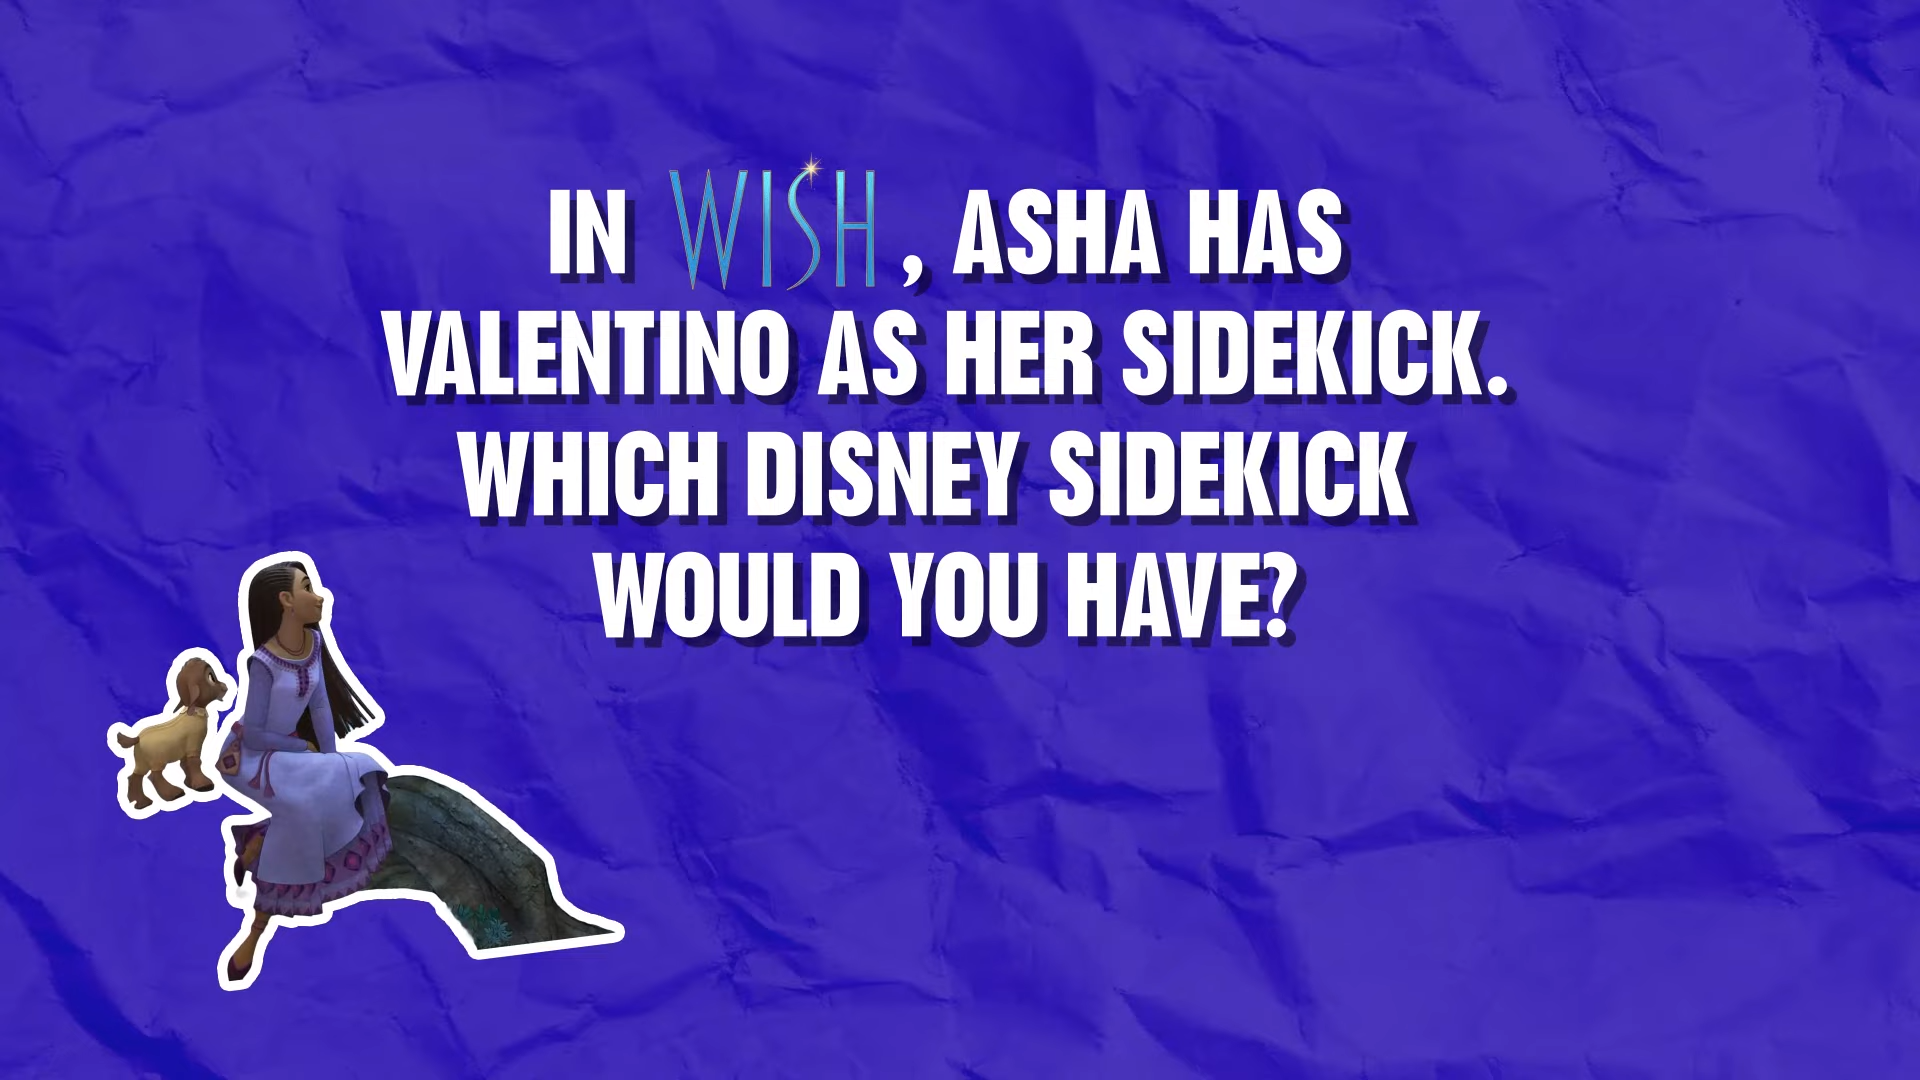 IN WISH, ASHA HAS
VALENTINO AS HER SIDEKICK.
WHICH DISNEY SIDEKICK
WOULD YOU HAVE?